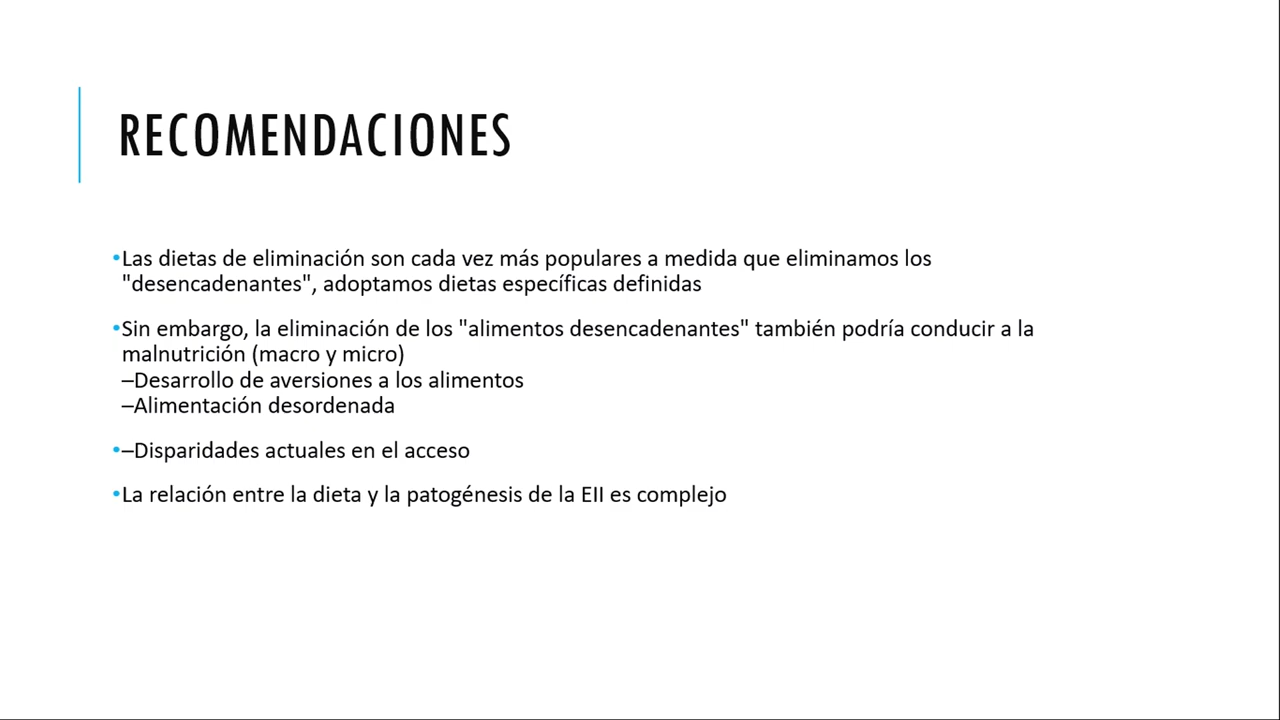 RECOMENDACIONES
•Las dietas de eliminación son cada vez más populares a medida que eliminamos los
"desencadenantes", adoptamos dietas específicas definidas
•Sin embargo, la eliminación de los "alimentos desencadenantes" también podría conducir a la
malnutrición (macro y micro)
–Desarrollo de aversiones a los alimentos
–Alimentación desordenada
•–Disparidades actuales en el acceso
•La relación entre la dieta y la patogénesis de la EII es complejo